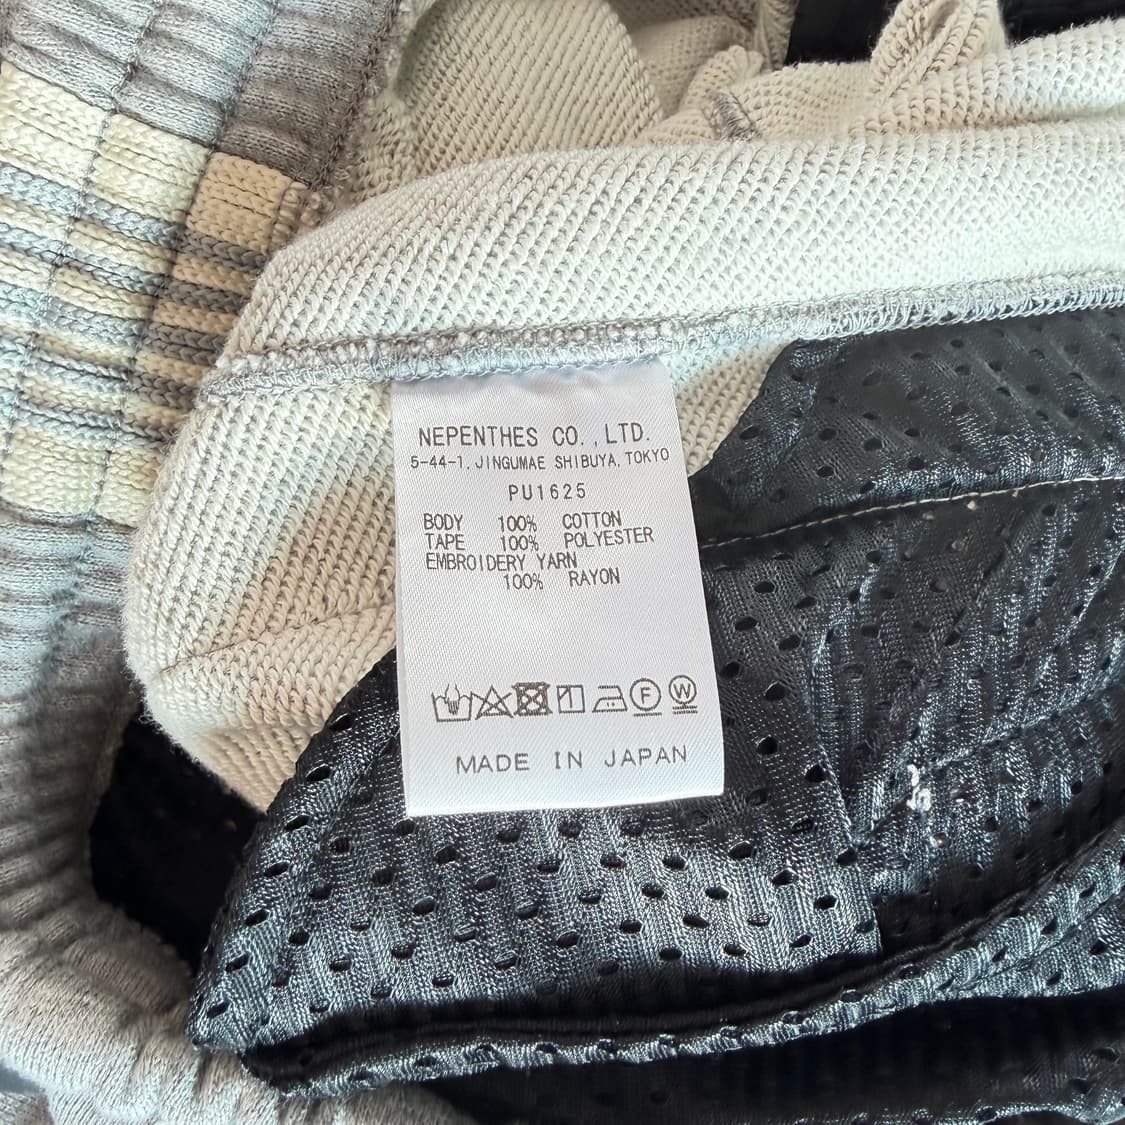 NEPENTHES CO.,LTD.
5-44-1, JINGUMAE SHIBUYA, TOKYO
PU1625
BODY 100% COTTON
TAPE 100% POLYESTER
EMBROIDERY YARN
100% RAYON
F W
MADE IN JAPAN